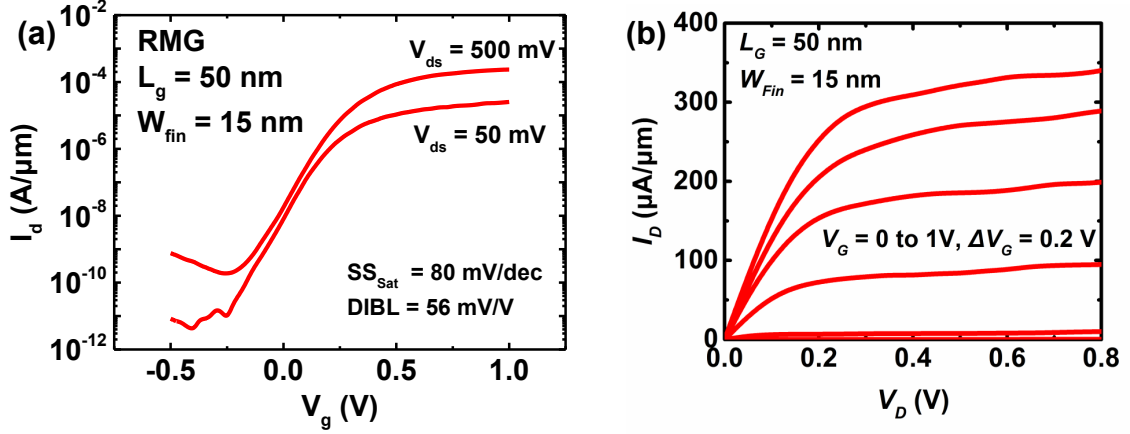 (a)
RMG
L_g = 50 nm
W_fin = 15 nm
V_ds = 500 mV
V_ds = 50 mV
SS_Sat = 80 mV/dec
DIBL = 56 mV/V
I_d (A/μm)
10^-2
10^-4
10^-6
10^-8
10^-10
10^-12
-0.5
0.0
0.5
1.0
V_g (V)
(b)
L_G = 50 nm
W_Fin = 15 nm
V_G = 0 to 1V, ΔV_G = 0.2 V
I_D (μA/μm)
400
300
200
100
0
0.0
0.2
0.4
0.6
0.8
V_D (V)